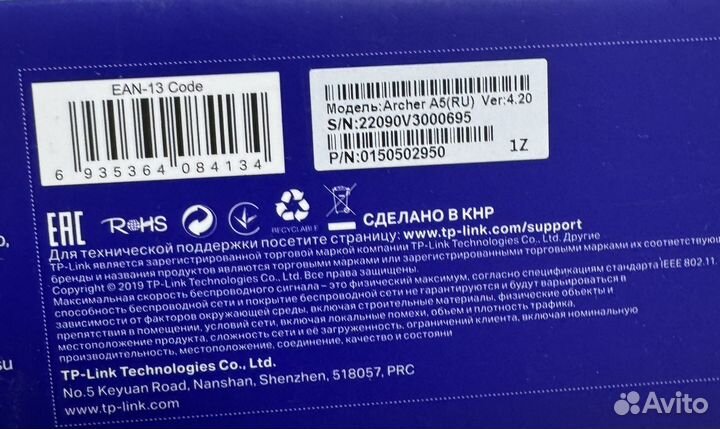 EAN-13 Code
6 935364 084134
Модель:Archer A5(RU) Ver:4.20
S/N:22090V3000695
P/N:0150502950 1Z
EAC RoHS RECYCLABLE СДЕЛАНО В КНР
Для технической поддержки посетите страницу: www.tp-link.com/support
TP-Link является зарегистрированной торговой маркой компании TP-Link Technologies Co., Ltd. Другие
бренды и названия продуктов являются торговыми марками или зарегистрированными торговыми марками их соответствующ
Copyright © 2019 TP-Link Technologies Co., Ltd. Все права защищены.
Максимальная скорость беспроводного сигнала – это физический максимум, согласно спецификациям стандарта IEEE 802.11.
способность беспроводной сети и покрытие беспроводной сети не гарантируются и будут варьироваться в
зависимости от факторов окружающей среды, включая строительные материалы, физические объекты и
препятствия в помещении, условий сети, включая локальные помехи, объем и плотность трафика,
местоположение продукта, сложность сети и её загруженность, ограничений клиента, включая номинальную
производительность, местоположение, соединение, качество и состояни
TP-Link Technologies Co., Ltd.
No.5 Keyuan Road, Nanshan, Shenzhen, 518057, PRC
www.tp-link.com
su
Avito